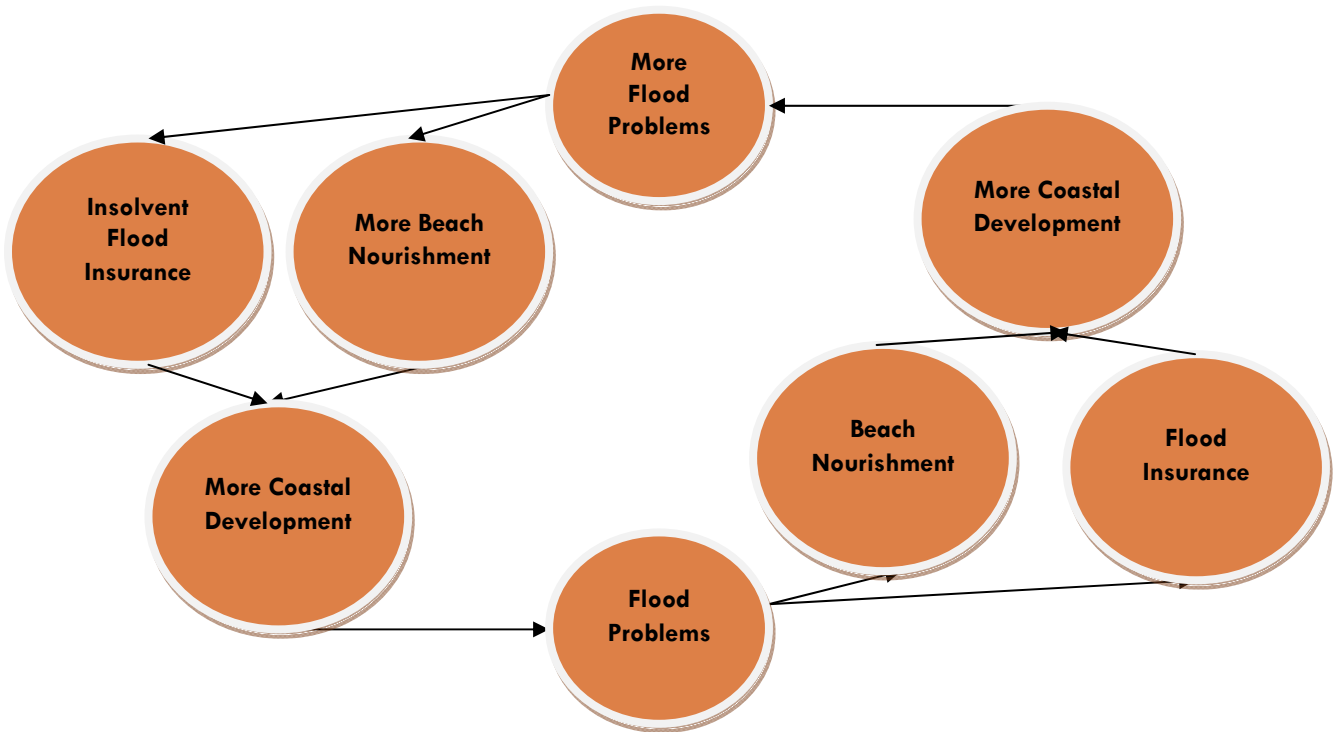 More
Flood
Problems
Insolvent
Flood
Insurance
More Beach
Nourishment
More Coastal
Development
Beach
Nourishment
Flood
Insurance
More Coastal
Development
Flood
Problems